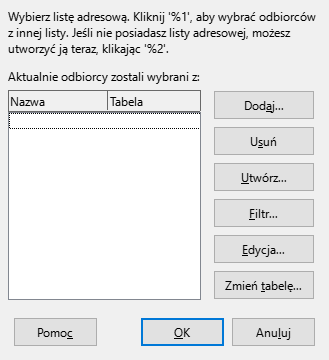 Wybierz listę adresową. Kliknij '%1', aby wybrać odbiorców
z innej listy. Jeśli nie posiadasz listy adresowej, możesz
utworzyć ją teraz, klikając '%2'.
Aktualnie odbiorcy zostali wybrani z:
Nazwa Tabela
Dodaj...
Usuń
Utwórz...
Filtr...
Edycja...
Zmień tabelę...
Pomoc OK Anuluj